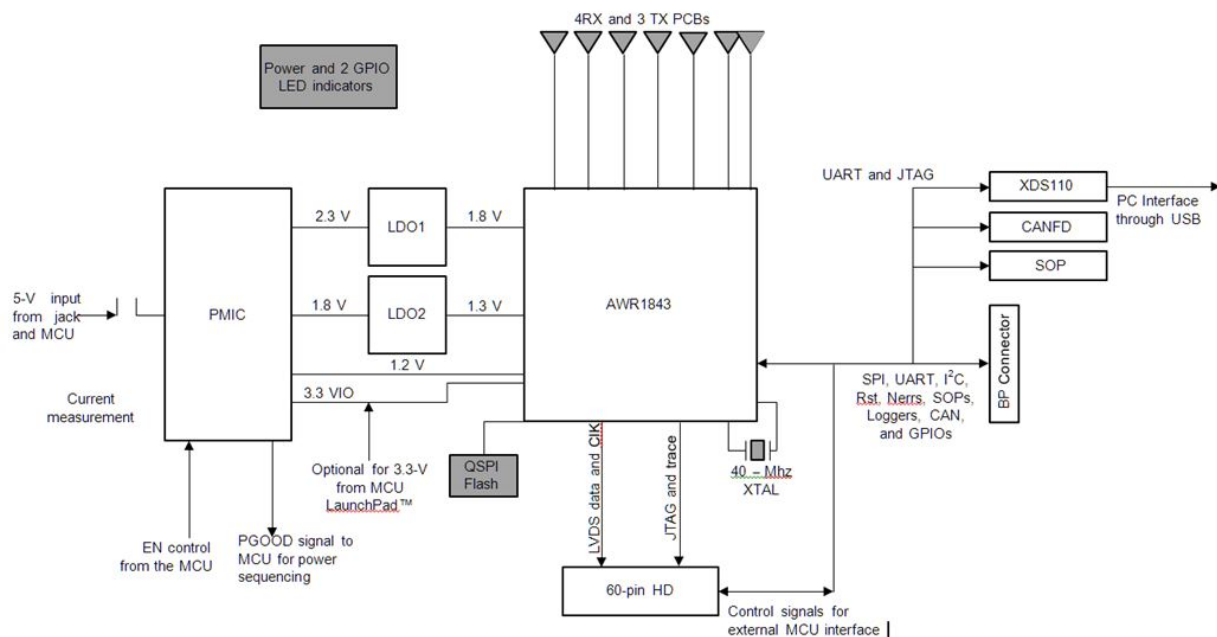 4RX and 3 TX PCBs
Power and 2 GPIO
LED indicators
UART and JTAG
XDS110
PC Interface
through USB
CANFD
SOP
2.3 V
LDO1
1.8 V
5-V input
from jack
and MCU
PMIC
1.8 V
LDO2
1.3 V
AWR1843
1.2 V
3.3 VIO
Current
measurement
SPI, UART, I²C,
Rst, Nerrs, SOPs,
Loggers, CAN,
and GPIOs
BP Connector
Optional for 3.3-V
from MCU
LaunchPad™
QSPI
Flash
LVDS data and ClK
JTAG and trace
40 – Mhz
XTAL
EN control
from the MCU
PGOOD signal to
MCU for power
sequencing
60-pin HD
Control signals for
external MCU interface